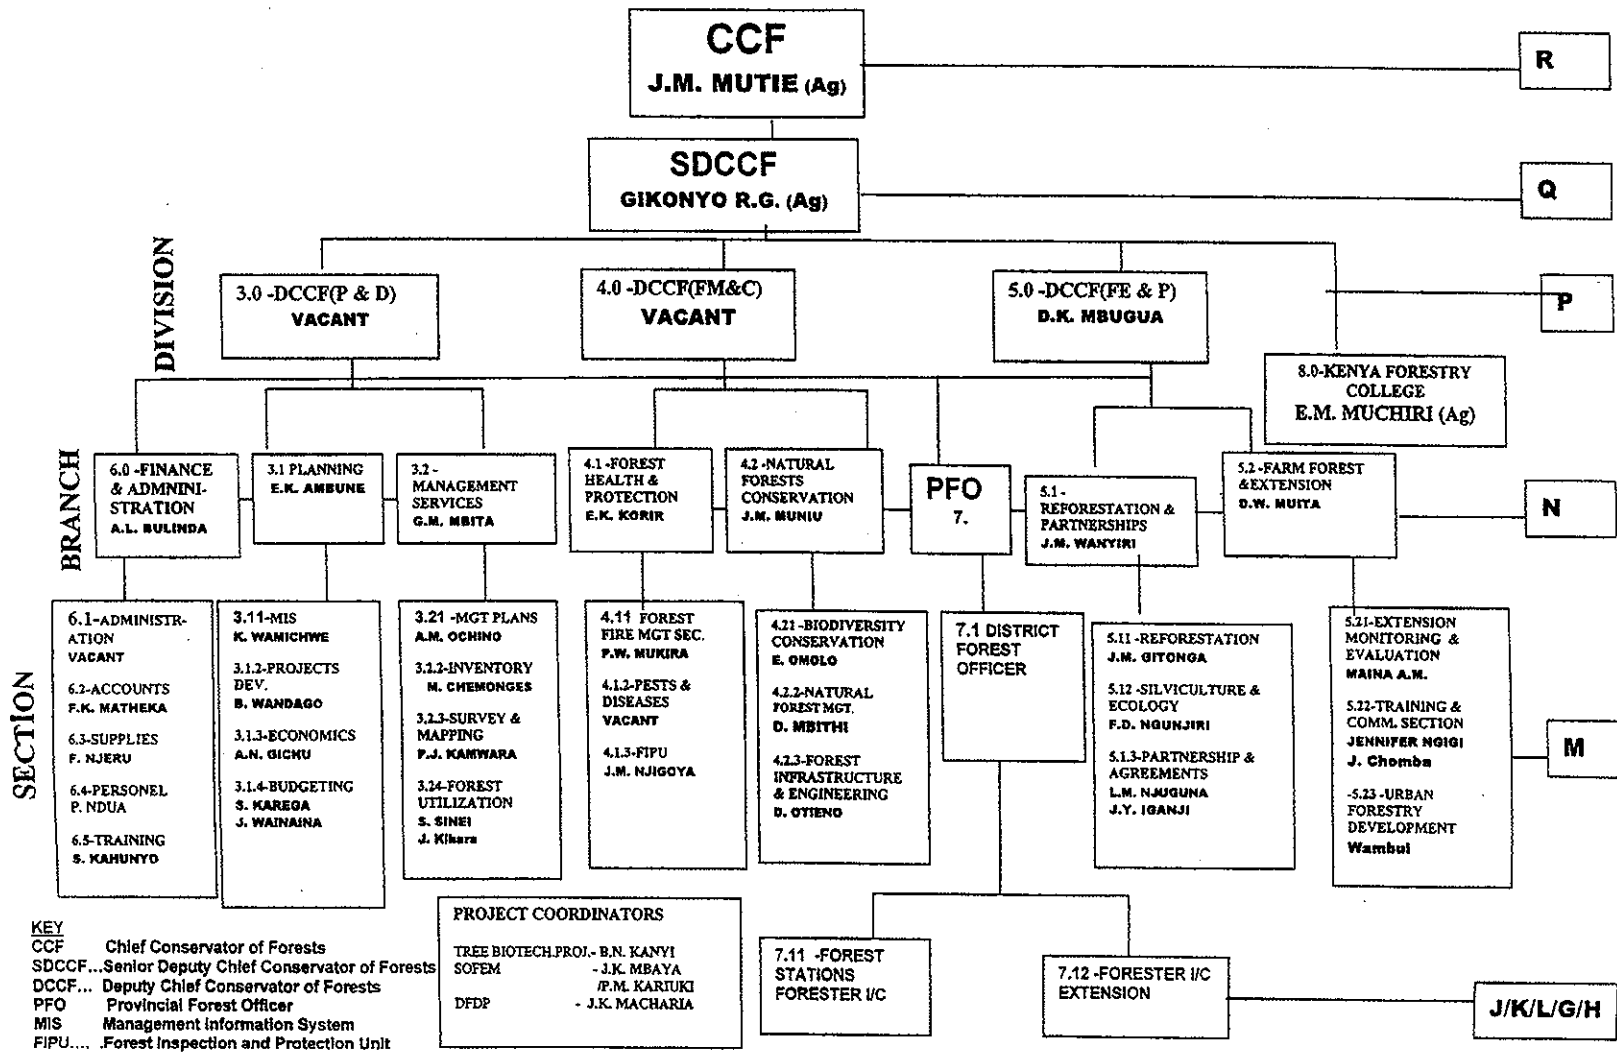 CCF
J.M. MUTIE (Ag)
R
SDCCF
GIKONYO R.G. (Ag)
Q
DIVISION
3.0 -DCCF(P & D)
VACANT
4.0 -DCCF(FM&C)
VACANT
5.0 -DCCF(FE & P)
D.K. MBUGUA
P
8.0-KENYA FORESTRY
COLLEGE
E.M. MUCHIRI (Ag)
BRANCH
6.0 -FINANCE
& ADMNINI-
STRATION
A.L. BULINDA
3.1 PLANNING
E.K. AMBUNE
3.2 -
MANAGEMENT
SERVICES
G.M. MBITA
4.1 -FOREST
HEALTH &
PROTECTION
E.K. KORIR
4.2 -NATURAL
FORESTS
CONSERVATION
J.M. MUNIU
PFO
7.
5.1 -
REFORESTATION &
PARTNERSHIPS
J.M. WANYIRI
5.2 -FARM FOREST
&EXTENSION
D.W. MUITA
N
SECTION
6.1-ADMINISTR-
ATION
VACANT
6.2-ACCOUNTS
F.K. MATHEKA
6.3-SUPPLIES
F. NJERU
6.4-PERSONEL
P. NDUA
6.5-TRAINING
S. KAHUNYO
3.11-MIS
K. WAMICHWE
3.1.2-PROJECTS
DEV.
B. WANDAGO
3.1.3-ECONOMICS
A.N. GICHU
3.1.4-BUDGETING
S. KAREGA
J. WAINAINA
3.21 -MGT PLANS
A.M. OCHINO
3.2.2-INVENTORY
M. CHEMONGES
3.2.3-SURVEY &
MAPPING
P.J. KAMWARA
3.24-FOREST
UTILIZATION
S. SINEI
J. Kihara
4.11 FOREST
FIRE MGT SEC.
P.W. MUKIRA
4.1.2-PESTS &
DISEASES
VACANT
4.1.3-FIPU
J.M. NJIGOYA
4.21 -BIODIVERSITY
CONSERVATION
E. OMOLO
4.2.2-NATURAL
FOREST MGT.
D. MBITHI
4.2.3-FOREST
INFRASTRUCTURE
& ENGINEERING
D. OTIENO
7.1 DISTRICT
FOREST
OFFICER
5.11 -REFORESTATION
J.M. GITONGA
5.12 -SILVICULTURE &
ECOLOGY
F.D. NGUNJIRI
5.1.3-PARTNERSHIP &
AGREEMENTS
L.M. NJUGUNA
J.Y. IGANJI
5.21-EXTENSION
MONITORING &
EVALUATION
MAINA A.M.
5.22-TRAINING &
COMM. SECTION
JENNIFER NGIGI
J. Chomba
-5.23 -URBAN
FORESTRY
DEVELOPMENT
Wambui
M
KEY
CCF Chief Conservator of Forests
SDCCF...Senior Deputy Chief Conservator of Forests
DCCF... Deputy Chief Conservator of Forests
PFO Provincial Forest Officer
MIS Management Information System
FIPU.... .Forest Inspection and Protection Unit
PROJECT COORDINATORS
TREE BIOTECH.PROJ.- B.N. KANYI
SOFEM - J.K. MBAYA
/P.M. KARIUKI
DFDP - J.K. MACHARIA
7.11 -FOREST
STATIONS
FORESTER I/C
7.12 -FORESTER I/C
EXTENSION
J/K/L/G/H